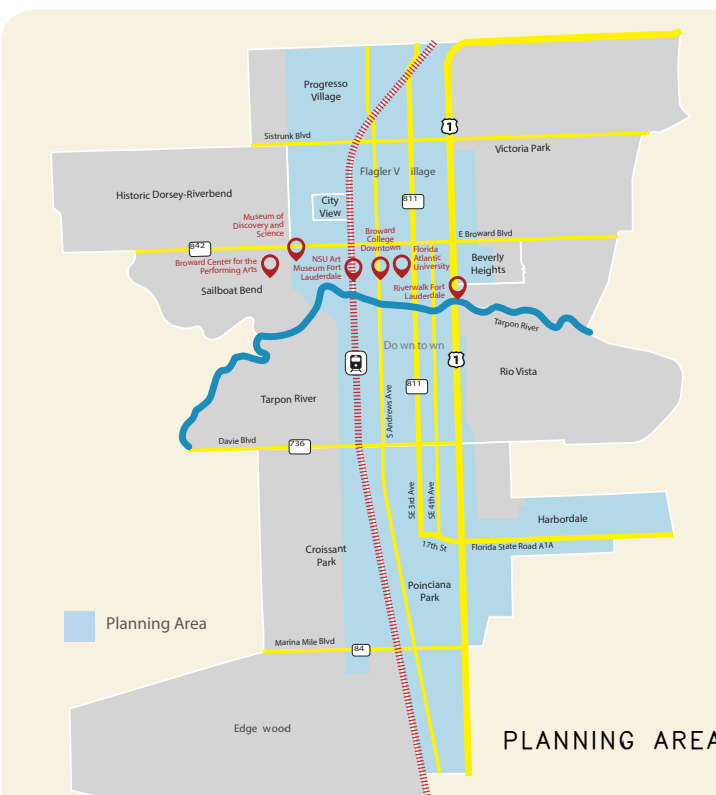 Progresso
Village
1
Sistrunk Blvd
Victoria Park
Flagler V illage
Historic Dorsey-Riverbend
City
View
811
Museum of
Discovery and
Science
Broward
College
Downtown
E Broward Blvd
842
Florida
Atlantic
University
NSU Art
Museum Fort
Lauderdale
Broward Center for the
Performing Arts
Beverly
Heights
Sailboat Bend
Riverwalk Fort
Lauderdale
Tarpon River
Do wn to wn
1
Rio Vista
811
Tarpon River
S Andrews Ave
Davie Blvd
736
SE 3rd Ave
SE 4th Ave
Harbordale
17th St
Florida State Road A1A
Croissant
Park
Poinciana
Park
Planning Area
Marina Mile Blvd
84
Edge wood
PLANNING AREA